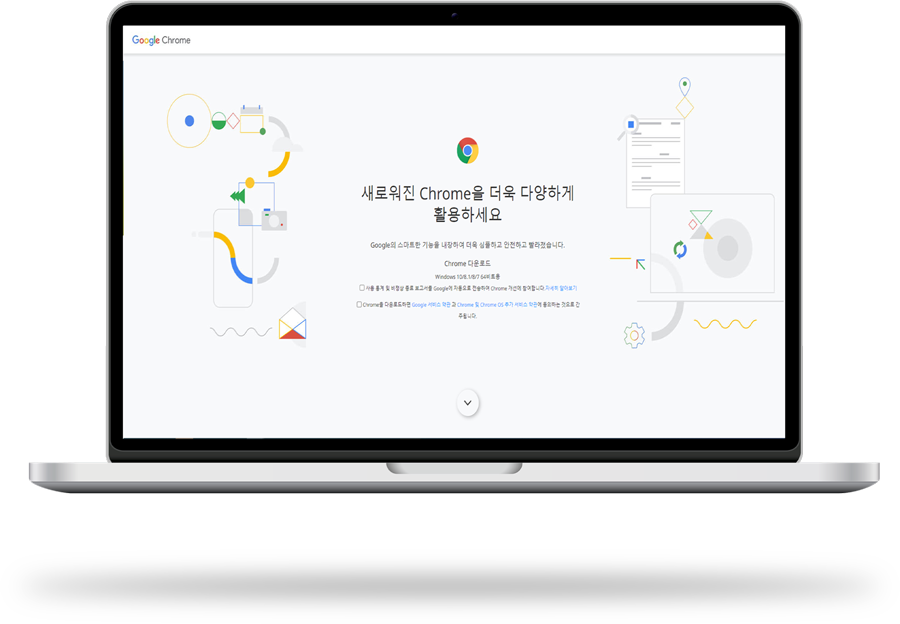 Google Chrome
새로워진 Chrome을 더욱 다양하게
활용하세요
Google의 스마트한 기능을 내장하여 더욱 심플하고 안전하고 빨라졌습니다.
Chrome 다운로드
Windows 10/8.1/8/7 64비트용
사용 통계 및 비정상 종료 보고서를 Google에 자동으로 전송하여 Chrome 개선에 참여합니다. 자세히 알아보기
Chrome을 다운로드하면 Google 서비스 약관 과 Chrome 및 Chrome OS 추가 서비스 약관에 동의하는 것으로 간
주됩니다.